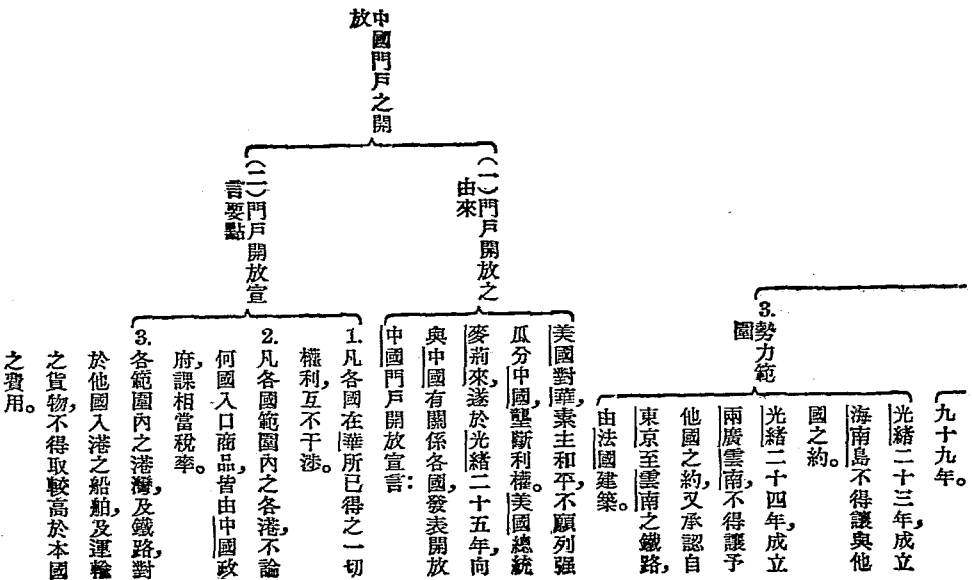 九十九年。
3. 勢力範
圍
光緒二十三年,成立
海南島不得讓與他
國之約。
光緒二十四年,成立
兩廣雲南,不得讓予
他國之約,又承認自
東京至雲南之鐵路,
由法國建築。
中國門戶之開
放
(一)門戶開放之
由來
美國對華,素主和平,不願列强
瓜分中國,壟斷利權。美國總統
麥荊來,遂於光緒二十五年,向
與中國有關係各國,發表開放
中國門戶開放宣言:
(二)門戶開放宣
言要點
1. 凡各國在華所已得之一切
權利,互不干涉。
2. 凡各國範圍內之各港,不論
何國入口商品,皆由中國政
府,課相當稅率。
3. 各範圍內之港灣,及鐵路,對
於他國入港之船舶,及運輸
之貨物,不得取較高於本國
之費用。